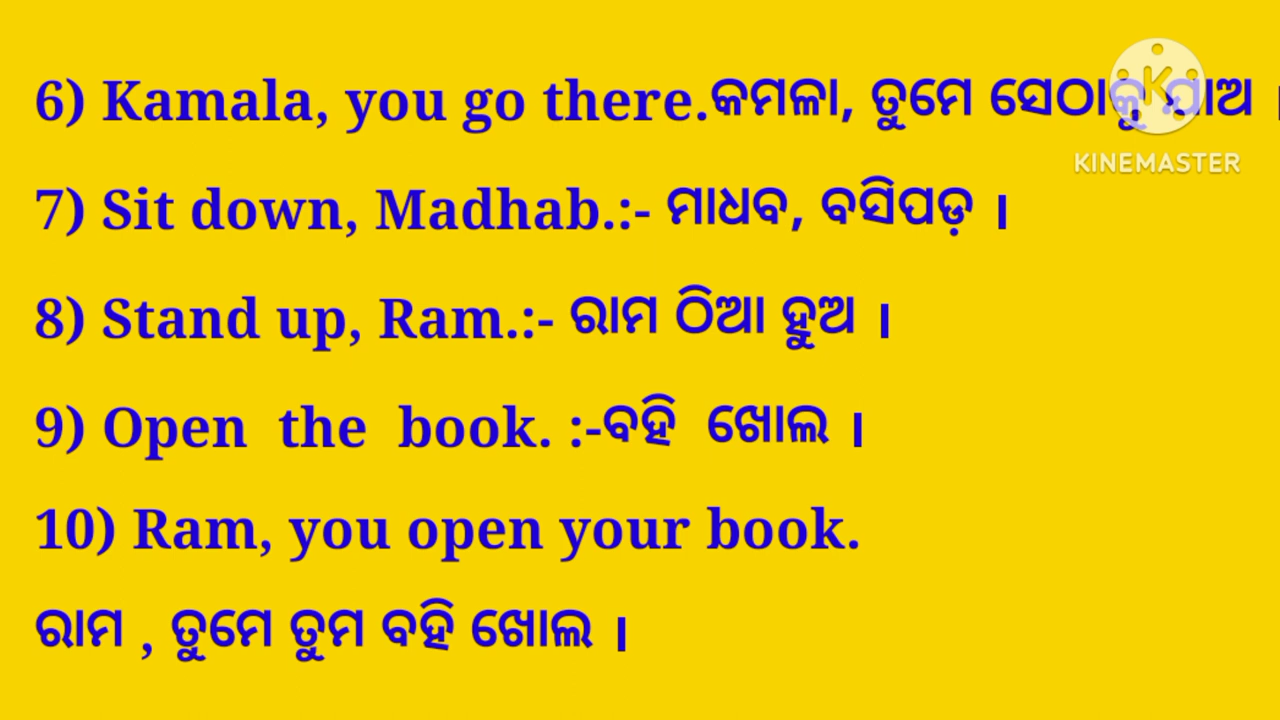 6) Kamala, you go there.କମଳା, ତୁମେ ସେଠାକୁ ଯାଅ ।
KINEMASTER
7) Sit down, Madhab.:- ମାଧବ, ବସିପଡ଼ ।
8) Stand up, Ram.:- ରାମ ଠିଆ ହୁଅ ।
9) Open the book. :-ବହି ଖୋଲ ।
10) Ram, you open your book.
ରାମ , ତୁମେ ତୁମ ବହି ଖୋଲ ।